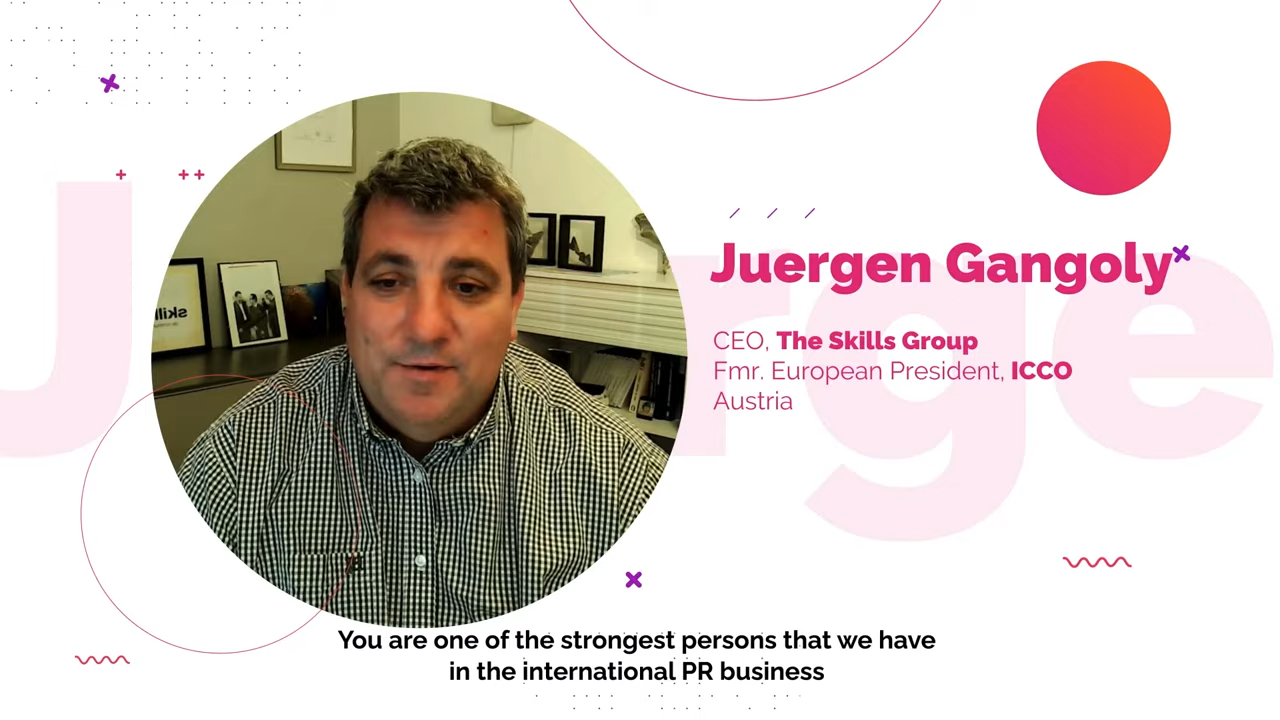 Juergen Gangoly
CEO, The Skills Group
Fmr. European President, ICCO
Austria
You are one of the strongest persons that we have
in the international PR business